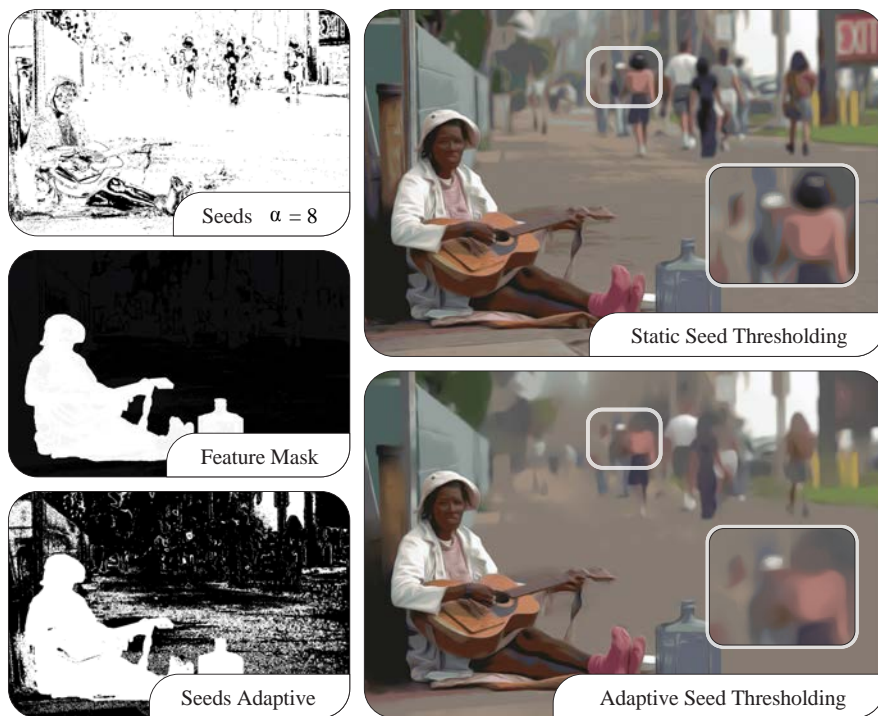 Seeds α = 8
EXIT
Static Seed Thresholding
Feature Mask
Seeds Adaptive
Adaptive Seed Thresholding